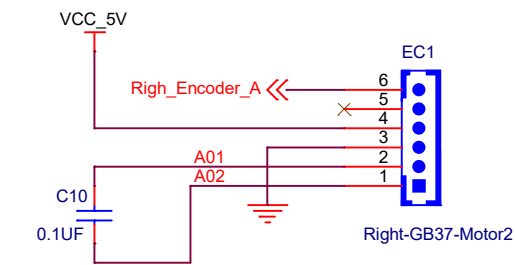 VCC_5V
EC1
Righ_Encoder_A
6
5
4
3
2
1
A01
A02
C10
0.1UF
Right-GB37-Motor2